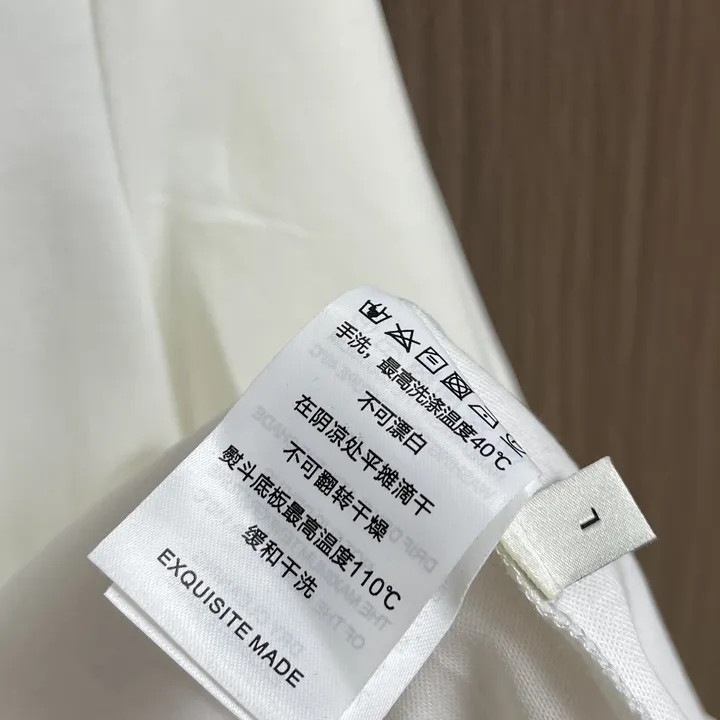 手洗，最高洗涤温度40℃
不可漂白
在阴凉处平摊滴干
不可翻转干燥
熨斗底板最高温度110℃
缓和干洗
EXQUISITE MADE
L